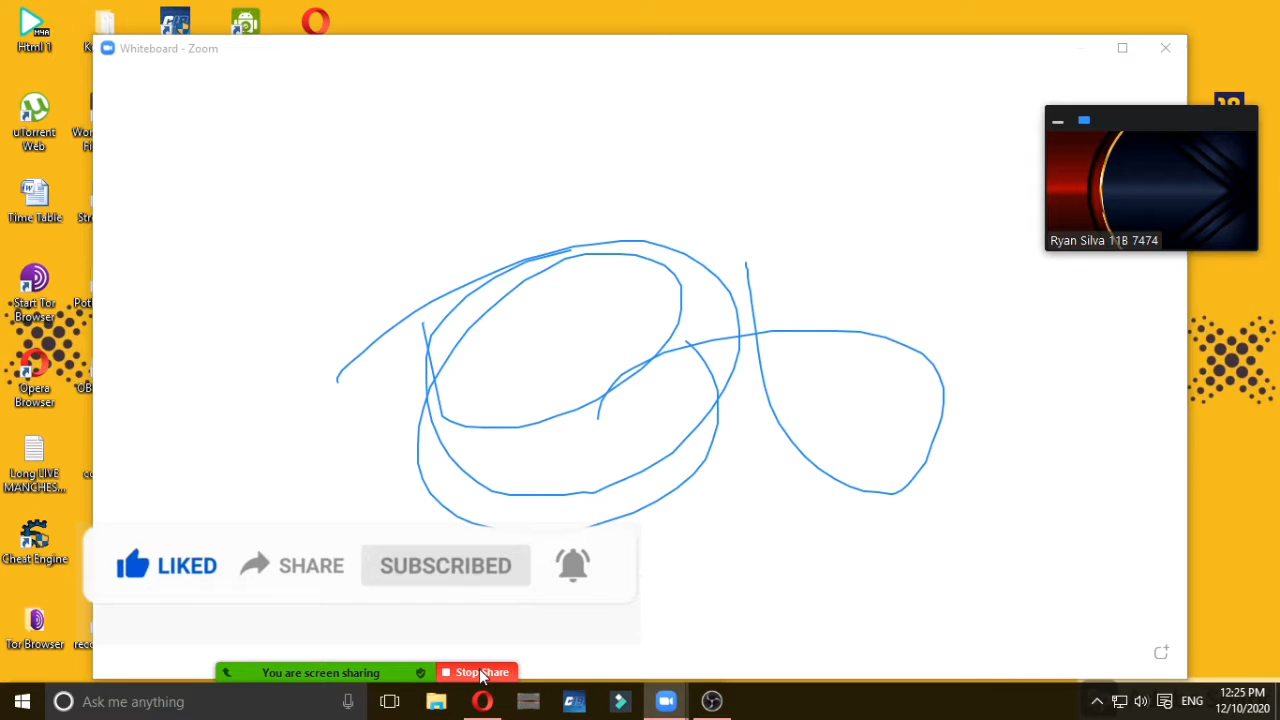 Html 1
Whiteboard - Zoom
uTorrent
Web
Time Table
Start Tor
Browser
Opera
Browser
Long LIVE
MANCHES...
Cheat Engine
Tor Browser
Ryan Silva 11B 7474
LIKED
SHARE
SUBSCRIBED
You are screen sharing
Stop Share
Ask me anything
ENG
12:25 PM
12/10/2020